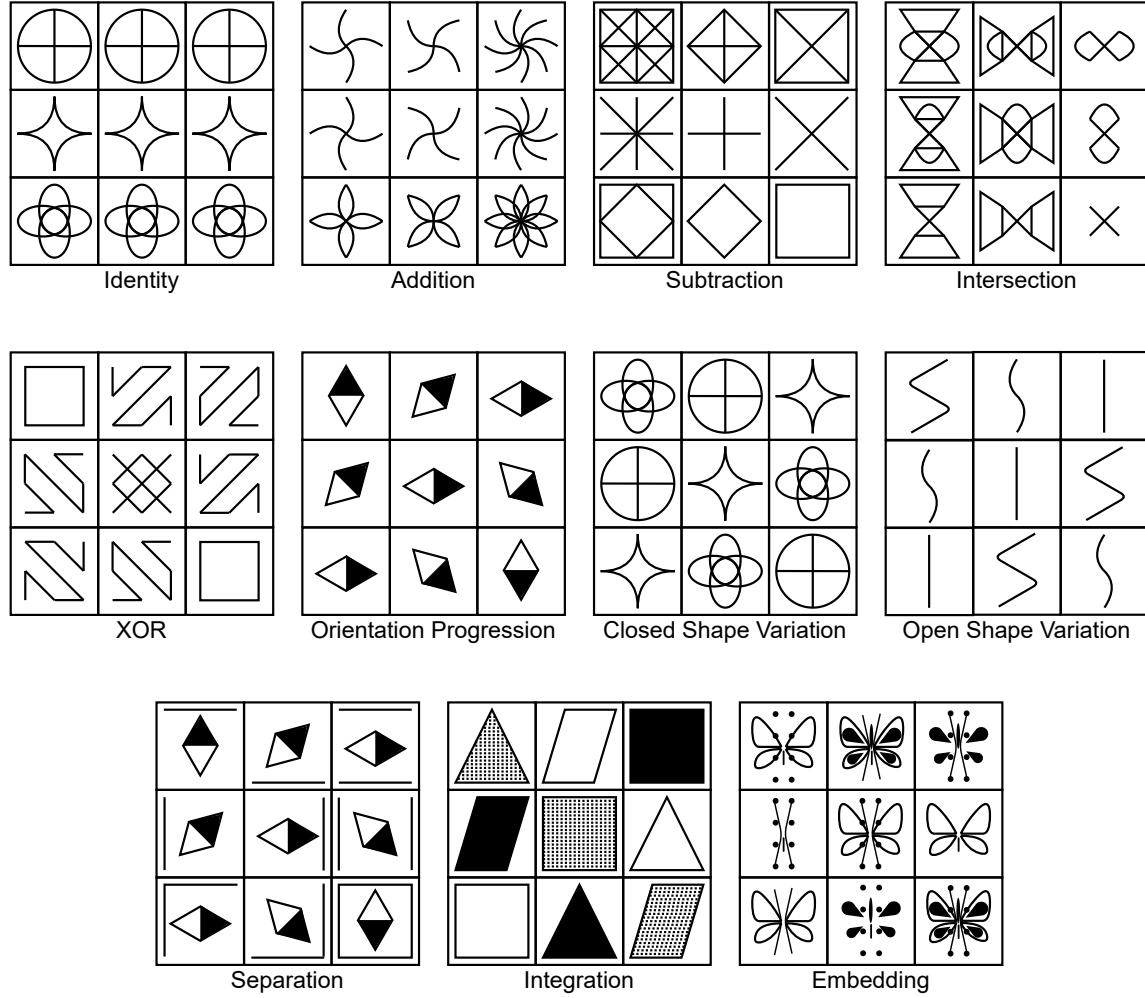 Identity
Addition
Subtraction
Intersection
XOR
Orientation Progression
Closed Shape Variation
Open Shape Variation
Separation
Integration
Embedding